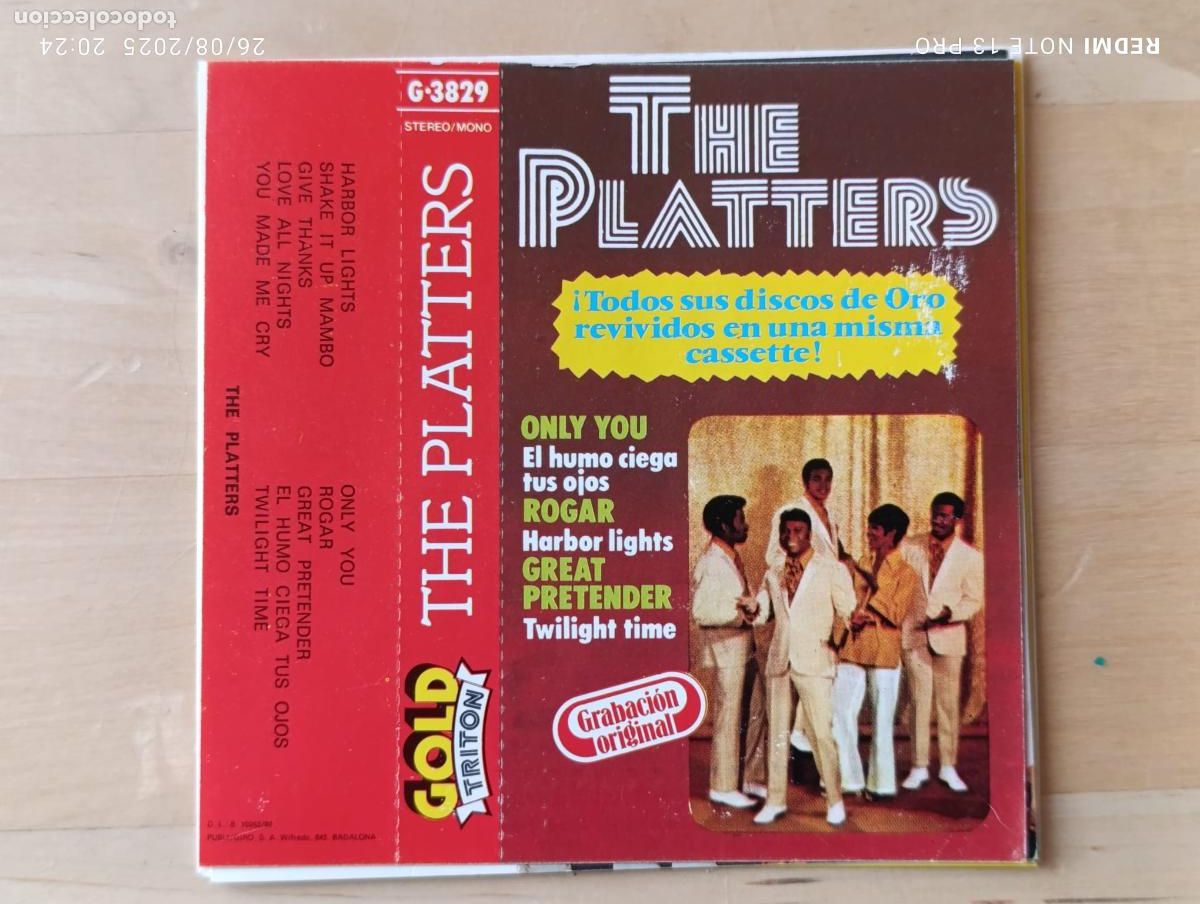 todocoleccion
26/08/2025 20:24
REDMI NOTE 13 PRO
HARBOR LIGHTS
SHAKE IT UP MAMBO
GIVE THANKS
LOVE ALL NIGHTS
YOU MADE ME CRY
ONLY YOU
ROGAR
GREAT PRETENDER
EL HUMO CIEGA TUS OJOS
TWILIGHT TIME
THE PLATTERS
G-3829
STEREO/MONO
THE PLATTERS
GOLD
TRITON
THE
PLATTERS
¡Todos sus discos de Oro
revividos en una misma
cassette!
ONLY YOU
El humo ciega
tus ojos
ROGAR
Harbor lights
GREAT
PRETENDER
Twilight time
Grabación
original
D. L. B.
S. A. Wifredo, 845 BADALONA